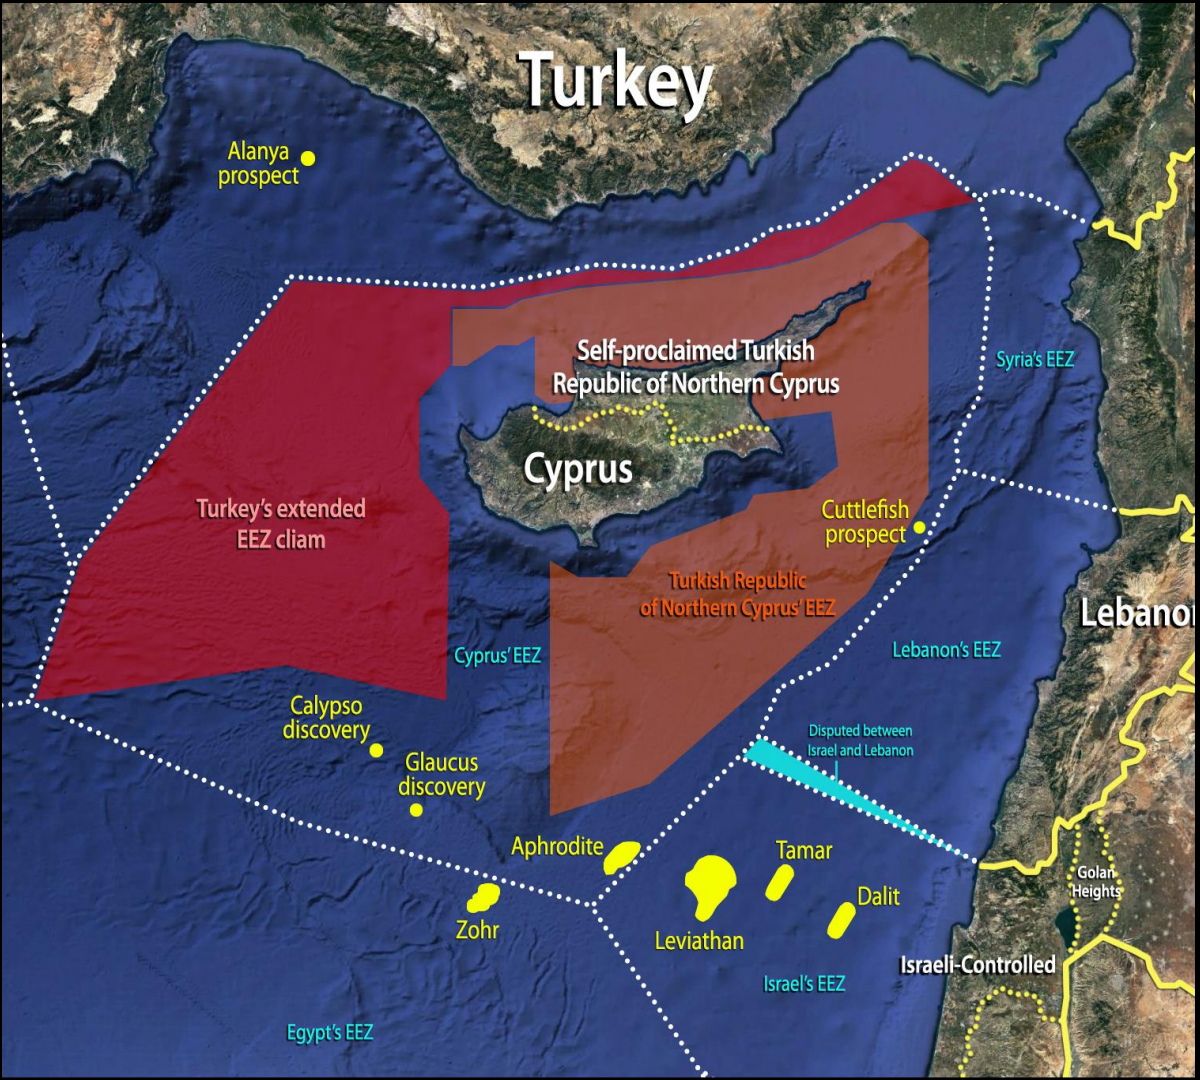 Turkey
Alanya
prospect
Self-proclaimed Turkish
Republic of Northern Cyprus
Syria's EEZ
Cyprus
Turkey's extended
EEZ cliam
Cuttlefish
prospect
Turkish Republic
of Northern Cyprus' EEZ
Lebanon's EEZ
Cyprus' EEZ
Calypso
discovery
Disputed between
Israel and Lebanon
Glaucus
discovery
Aphrodite
Tamar
Dalit
Golan
Heights
Zohr
Leviathan
Israeli-Controlled
Israel's EEZ
Egypt's EEZ